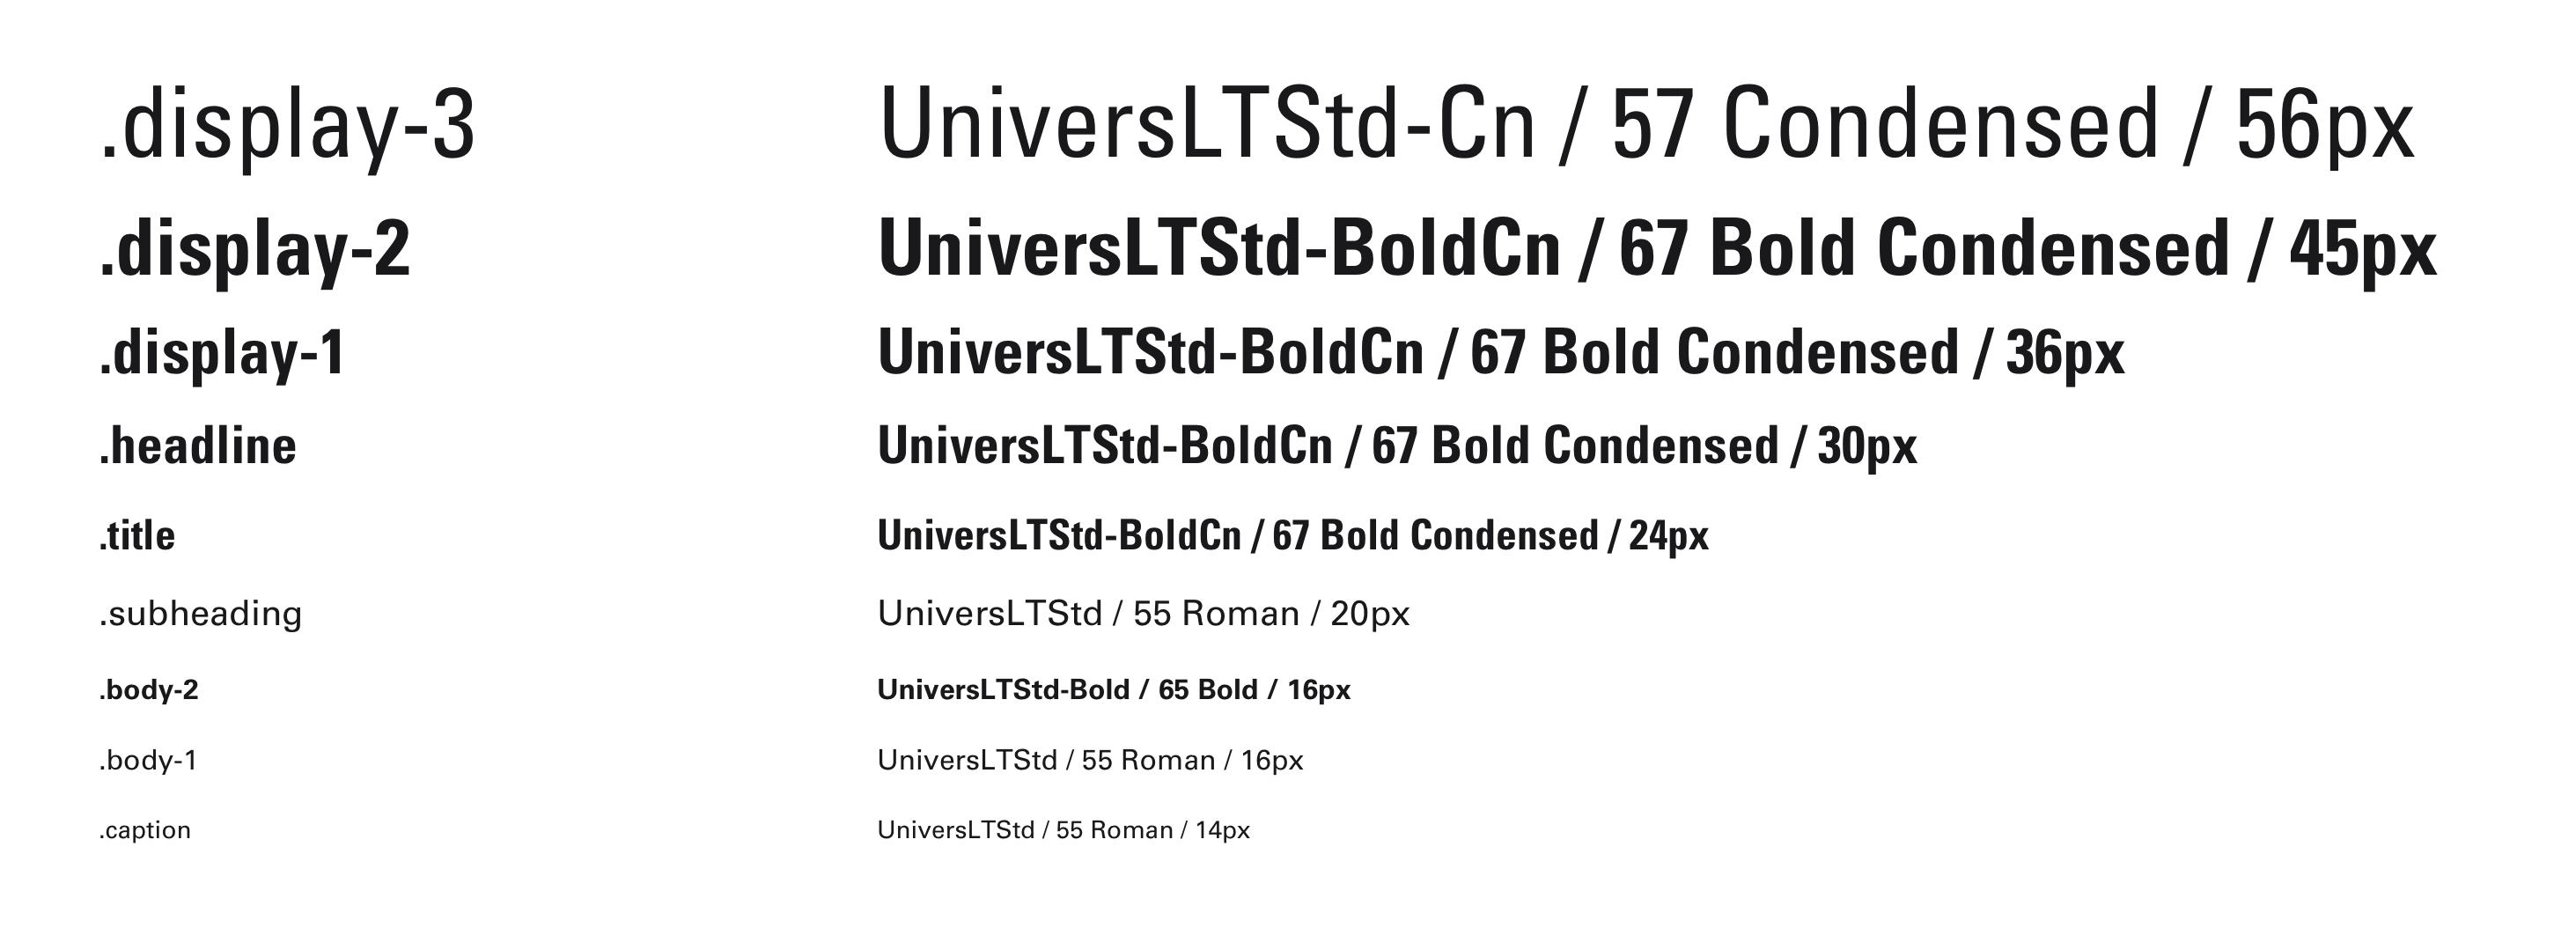 .display-3 UniversLTStd-Cn / 57 Condensed / 56px
.display-2 UniversLTStd-BoldCn / 67 Bold Condensed / 45px
.display-1 UniversLTStd-BoldCn / 67 Bold Condensed / 36px
.headline UniversLTStd-BoldCn / 67 Bold Condensed / 30px
.title UniversLTStd-BoldCn / 67 Bold Condensed / 24px
.subheading UniversLTStd / 55 Roman / 20px
.body-2 UniversLTStd-Bold / 65 Bold / 16px
.body-1 UniversLTStd / 55 Roman / 16px
.caption UniversLTStd / 55 Roman / 14px